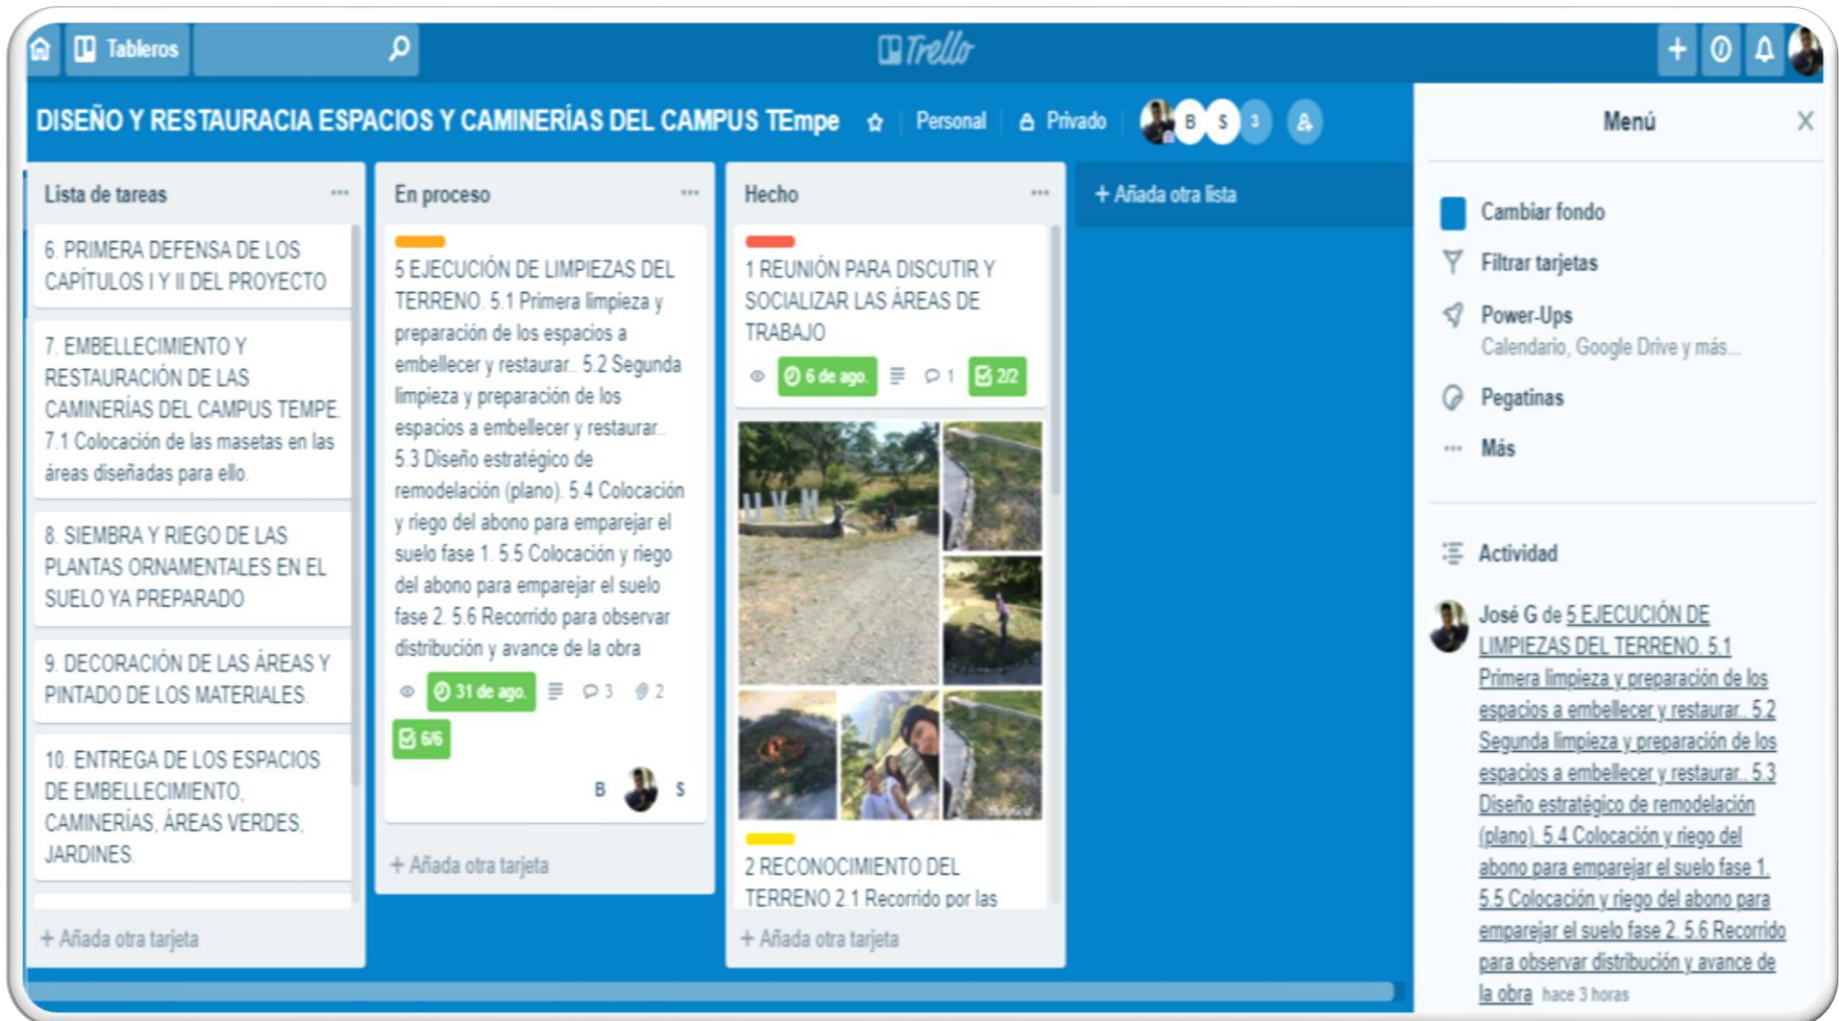 Tableros
Trello
DISEÑO Y RESTAURACIA ESPACIOS Y CAMINERÍAS DEL CAMPUS TEmpe
Personal
Privado
B
S
3
Lista de tareas
6. PRIMERA DEFENSA DE LOS
CAPÍTULOS I Y II DEL PROYECTO
7. EMBELLECIMIENTO Y
RESTAURACIÓN DE LAS
CAMINERÍAS DEL CAMPUS TEMPE.
7.1 Colocación de las masetas en las
áreas diseñadas para ello.
8. SIEMBRA Y RIEGO DE LAS
PLANTAS ORNAMENTALES EN EL
SUELO YA PREPARADO
9. DECORACIÓN DE LAS ÁREAS Y
PINTADO DE LOS MATERIALES.
10. ENTREGA DE LOS ESPACIOS
DE EMBELLECIMIENTO,
CAMINERÍAS, ÁREAS VERDES,
JARDINES.
+ Añada otra tarjeta
En proceso
5 EJECUCIÓN DE LIMPIEZAS DEL
TERRENO. 5.1 Primera limpieza y
preparación de los espacios a
embellecer y restaurar.. 5.2 Segunda
limpieza y preparación de los
espacios a embellecer y restaurar..
5.3 Diseño estratégico de
remodelación (plano). 5.4 Colocación
y riego del abono para emparejar el
suelo fase 1. 5.5 Colocación y riego
del abono para emparejar el suelo
fase 2. 5.6 Recorrido para observar
distribución y avance de la obra
31 de ago.
3
2
6/6
B
S
+ Añada otra tarjeta
Hecho
1 REUNIÓN PARA DISCUTIR Y
SOCIALIZAR LAS ÁREAS DE
TRABAJO
6 de ago.
1
2/2
UVM
2 RECONOCIMIENTO DEL
TERRENO 2.1 Recorrido por las
+ Añada otra tarjeta
+ Añada otra lista
Menú
X
Cambiar fondo
Filtrar tarjetas
Power-Ups
Calendario, Google Drive y más...
Pegatinas
Más
Actividad
José G de 5 EJECUCIÓN DE
LIMPIEZAS DEL TERRENO. 5.1
Primera limpieza y preparación de los
espacios a embellecer y restaurar.. 5.2
Segunda limpieza y preparación de los
espacios a embellecer y restaurar.. 5.3
Diseño estratégico de remodelación
(plano). 5.4 Colocación y riego del
abono para emparejar el suelo fase 1.
5.5 Colocación y riego del abono para
emparejar el suelo fase 2. 5.6 Recorrido
para observar distribución y avance de
la obra hace 3 horas